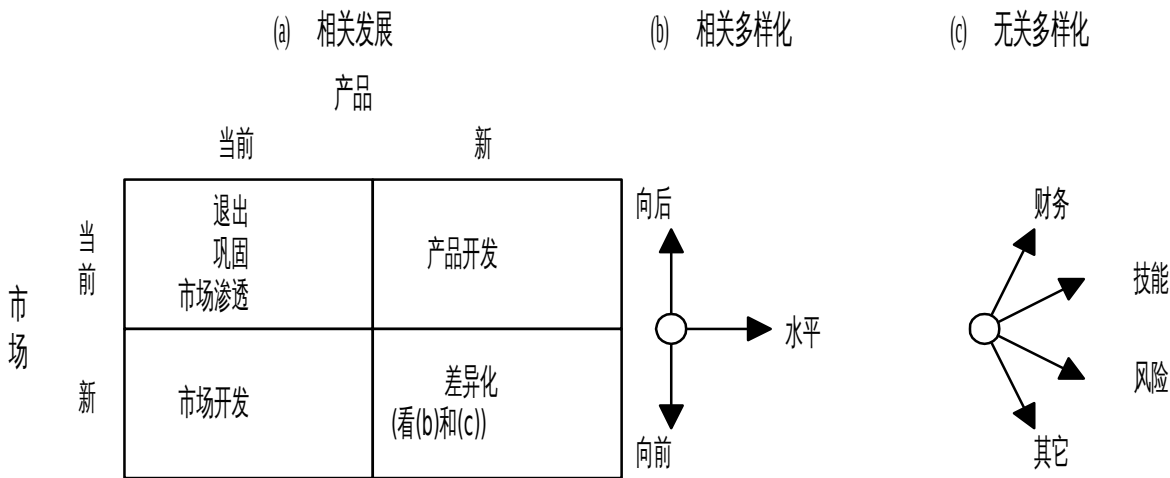 (a) 相关发展
(b) 相关多样化
(c) 无关多样化
产品
当前
新
市场
当前
新
退出
巩固
市场渗透
产品开发
市场开发
差异化
(看(b)和(c))
向后
水平
向前
财务
技能
风险
其它